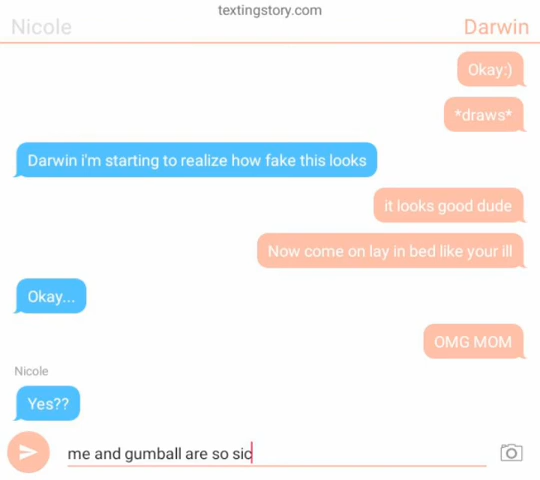 textingstory.com
Nicole
Darwin
Okay:)
*draws*
Darwin i'm starting to realize how fake this looks
it looks good dude
Now come on lay in bed like your ill
Okay...
OMG MOM
Nicole
Yes??
me and gumball are so sic